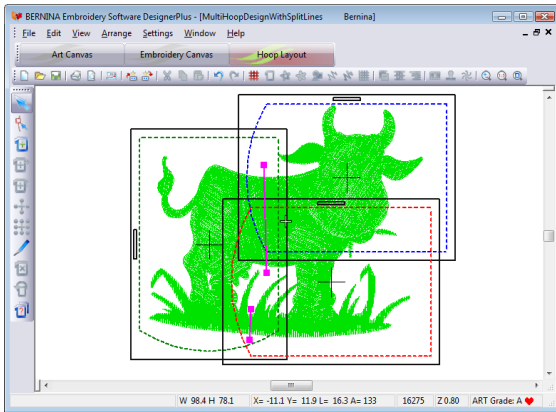 BERNINA Embroidery Software DesignerPlus - [MultiHoopDesignWithSplitLines Bernina]
File Edit View Arrange Settings Window Help
Art Canvas Embroidery Canvas Hoop Layout
W 98.4 H 78.1 X= -11.1 Y= 11.9 L= 16.3 A= 133 16275 Z 0.80 ART Grade: A